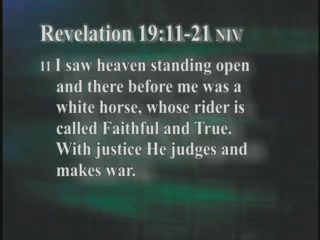 Revelation 19:11-21 NIV
11 I saw heaven standing open
and there before me was a
white horse, whose rider is
called Faithful and True.
With justice He judges and
makes war.